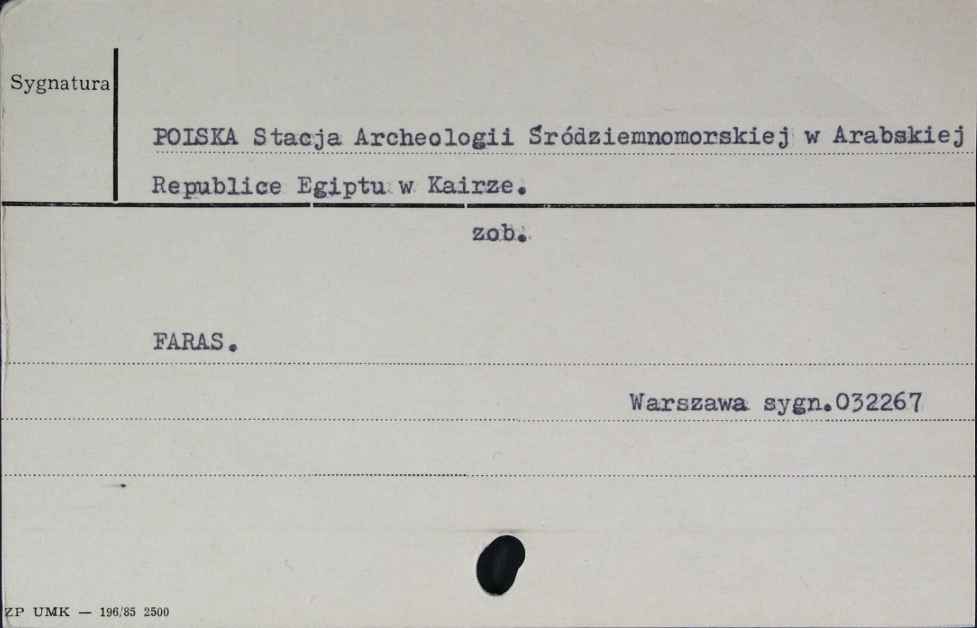 Sygnatura
POLSKA Stacja Archeologii Śródziemnomorskiej w Arabskiej
Republice Egiptu w Kairze.
zob.
FARAS.
Warszawa sygn.032267
ZP UMK — 196/85 2500